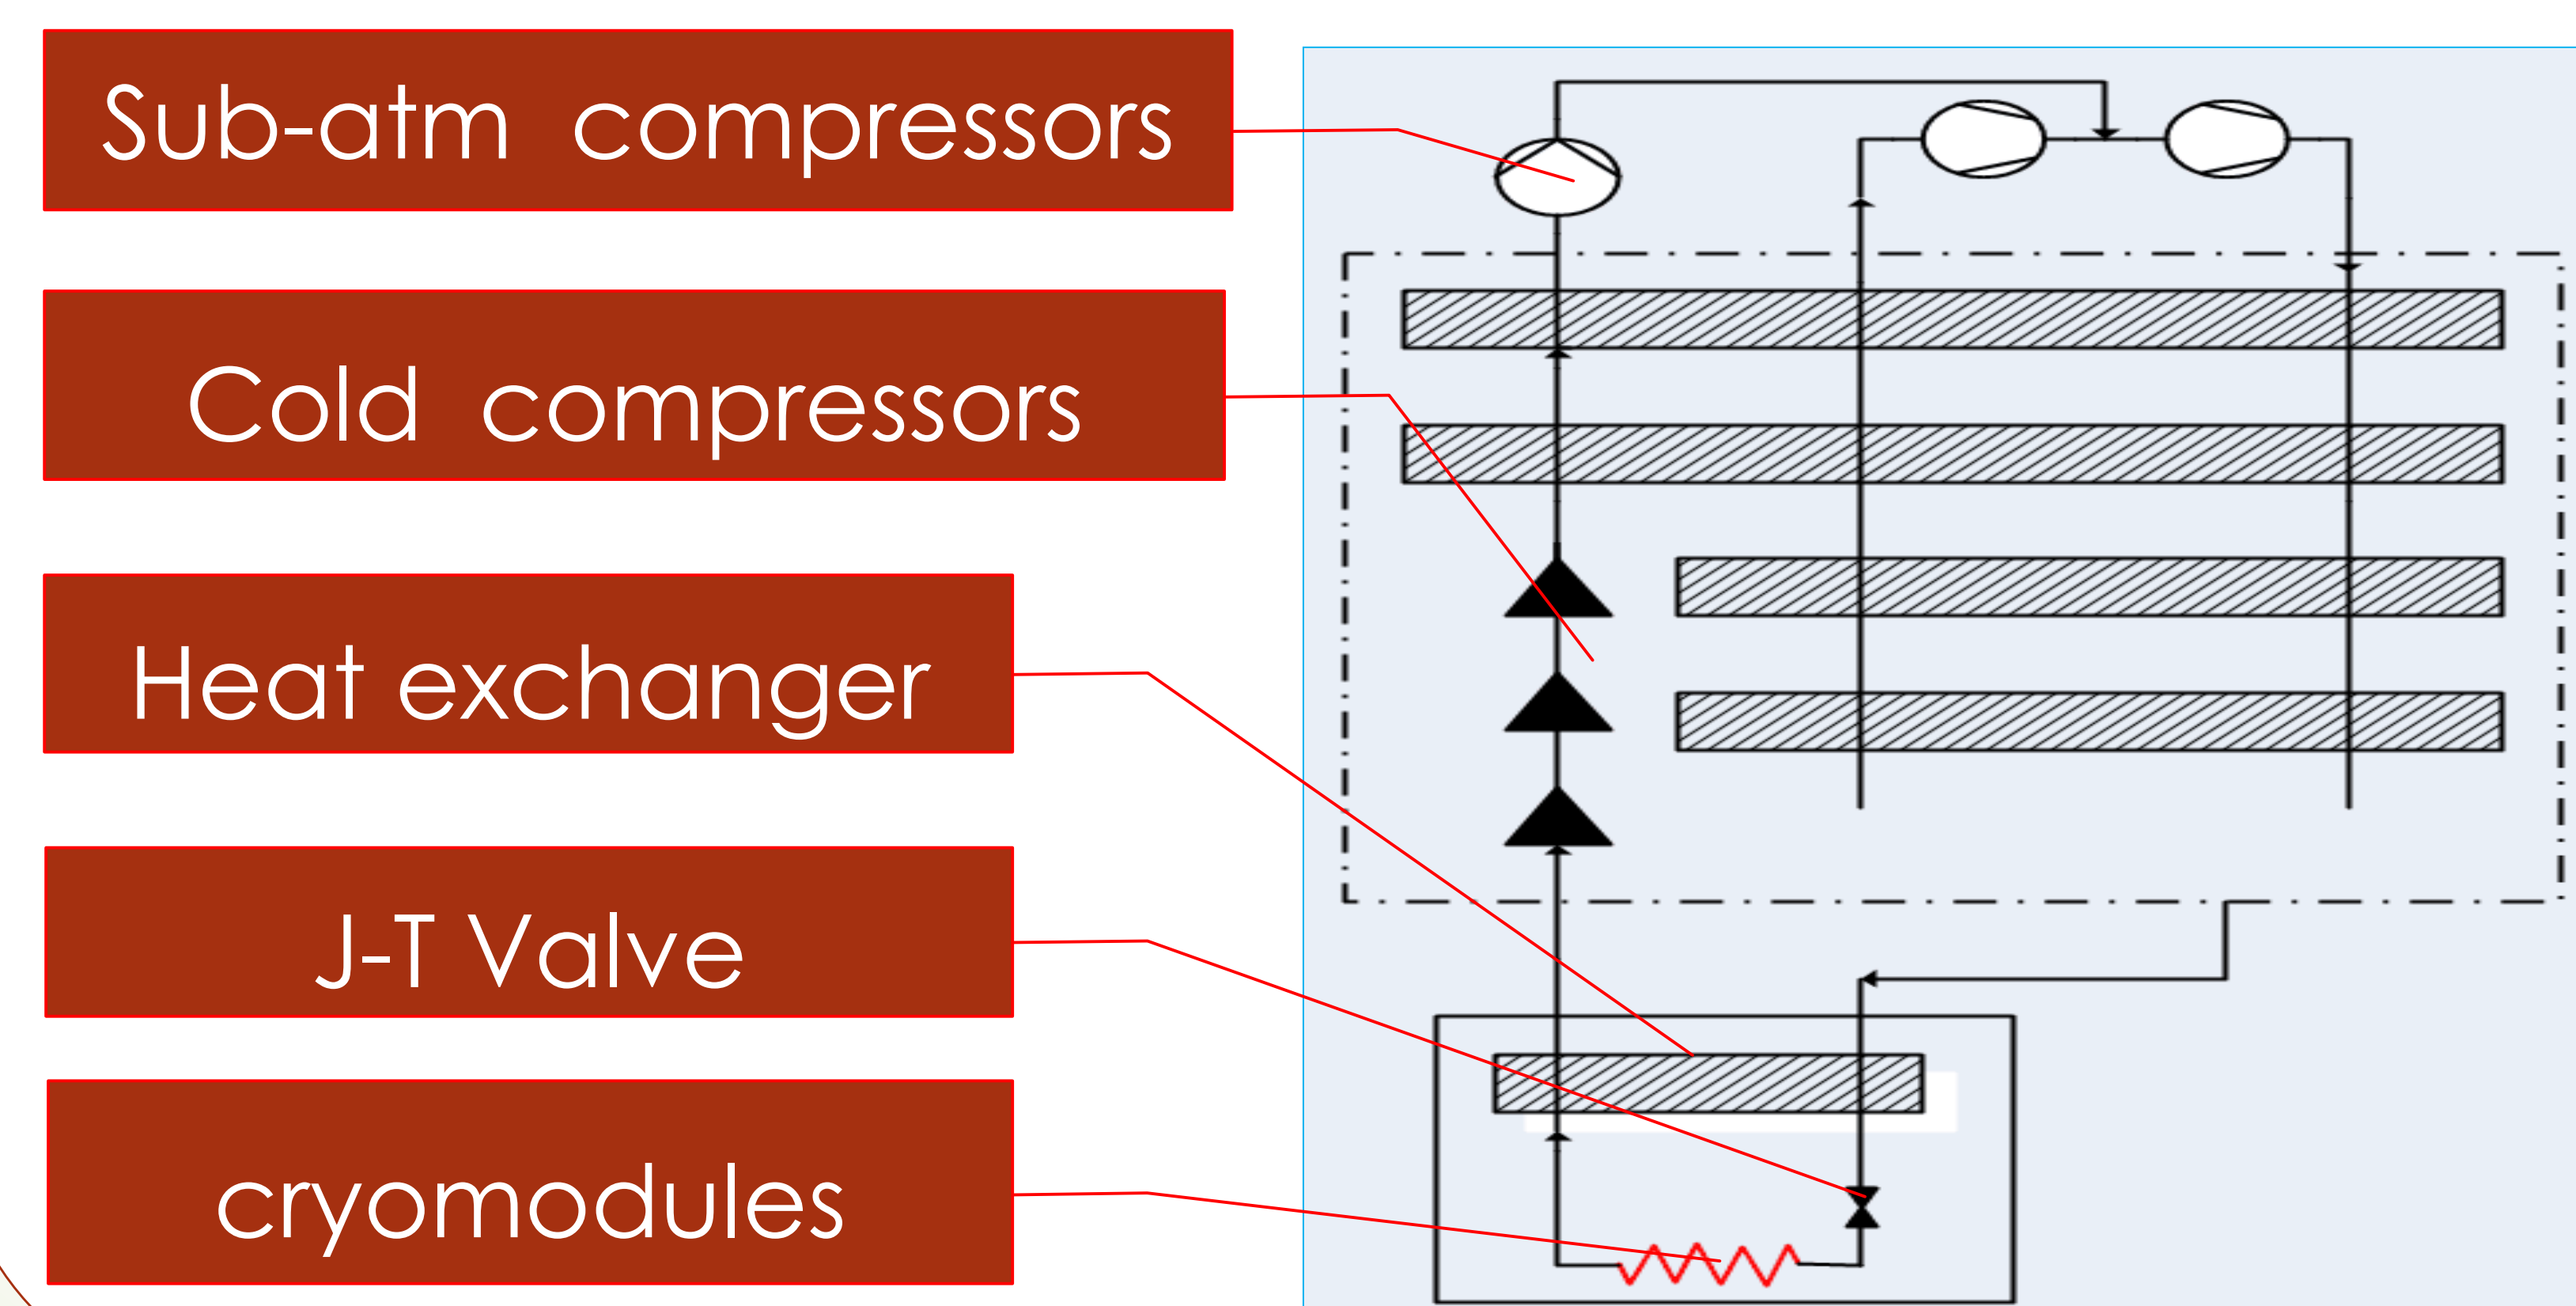 Sub-atm compressors
Cold compressors
Heat exchanger
J-T Valve
cryomodules